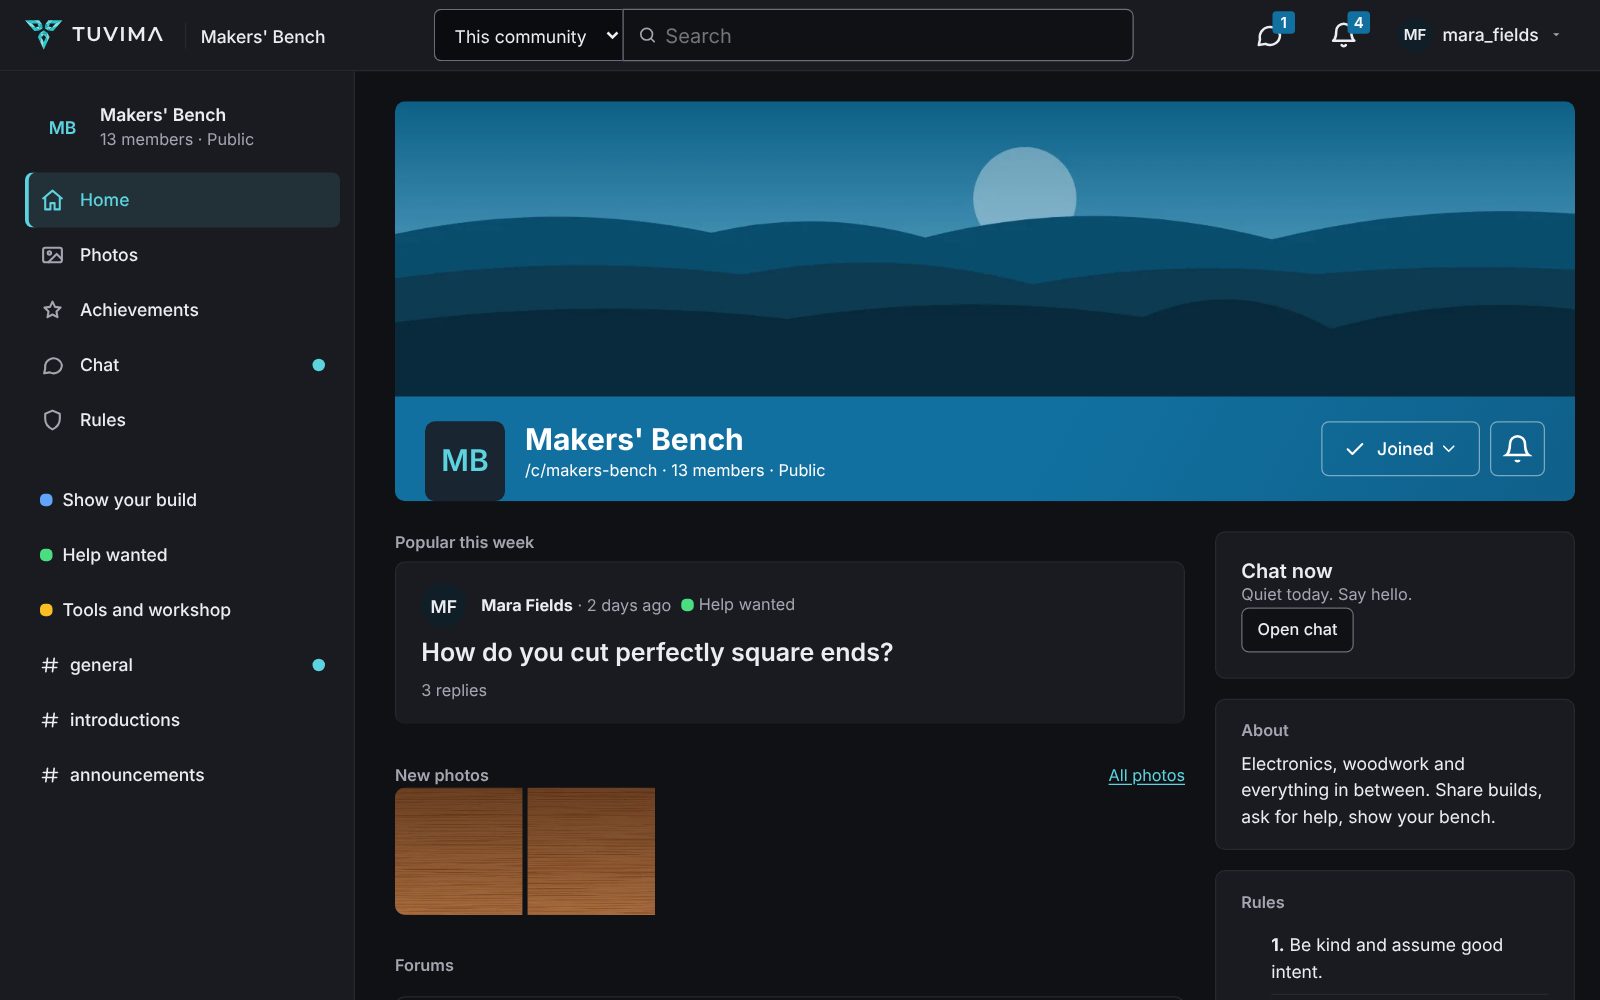 TUVIMA
Makers' Bench
This community
Search
1
4
MF
mara_fields
MB
Makers' Bench
13 members · Public
Home
Photos
Achievements
Chat
Rules
Show your build
Help wanted
Tools and workshop
# general
# introductions
# announcements
MB
Makers' Bench
/c/makers-bench · 13 members · Public
Joined
Popular this week
MF
Mara Fields · 2 days ago Help wanted
How do you cut perfectly square ends?
3 replies
New photos
All photos
Forums
Chat now
Quiet today. Say hello.
Open chat
About
Electronics, woodwork and
everything in between. Share builds,
ask for help, show your bench.
Rules
1. Be kind and assume good
intent.